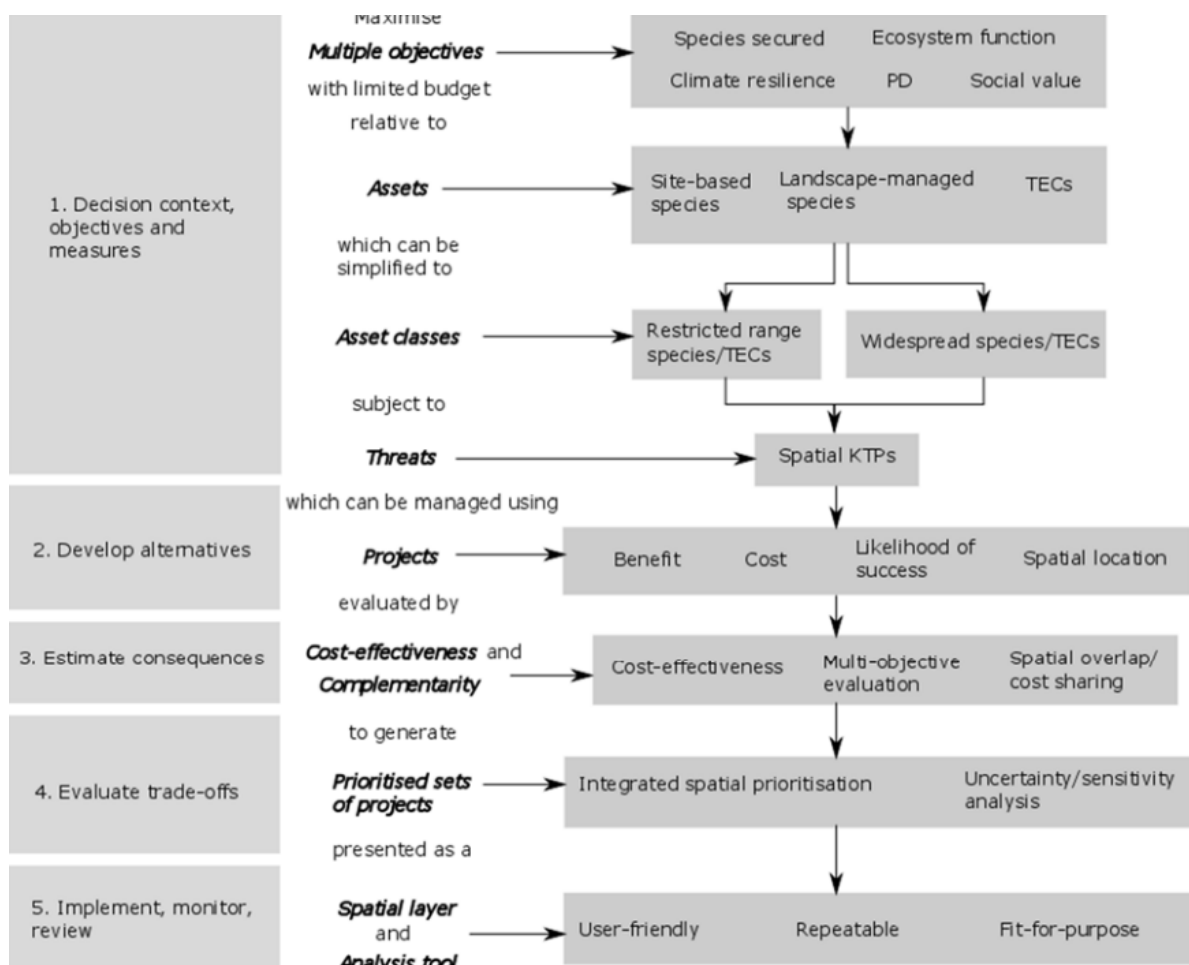 Maximise
Multiple objectives
with limited budget
relative to
Species secured Ecosystem function
Climate resilience PD Social value
1. Decision context,
objectives and
measures
Assets
Site-based
species
Landscape-managed
species
TECs
which can be
simplified to
Asset classes
Restricted range
species/TECs
Widespread species/TECs
subject to
Threats
Spatial KTPs
which can be managed using
2. Develop alternatives
Projects
Benefit
Cost
Likelihood of
success
Spatial location
evaluated by
3. Estimate consequences
Cost-effectiveness and
Complementarity
Cost-effectiveness
Multi-objective
evaluation
Spatial overlap/
cost sharing
to generate
4. Evaluate trade-offs
Prioritised sets
of projects
Integrated spatial prioritisation
Uncertainty/sensitivity
analysis
presented as a
5. Implement, monitor,
review
Spatial layer
and
Analysis tool
User-friendly
Repeatable
Fit-for-purpose